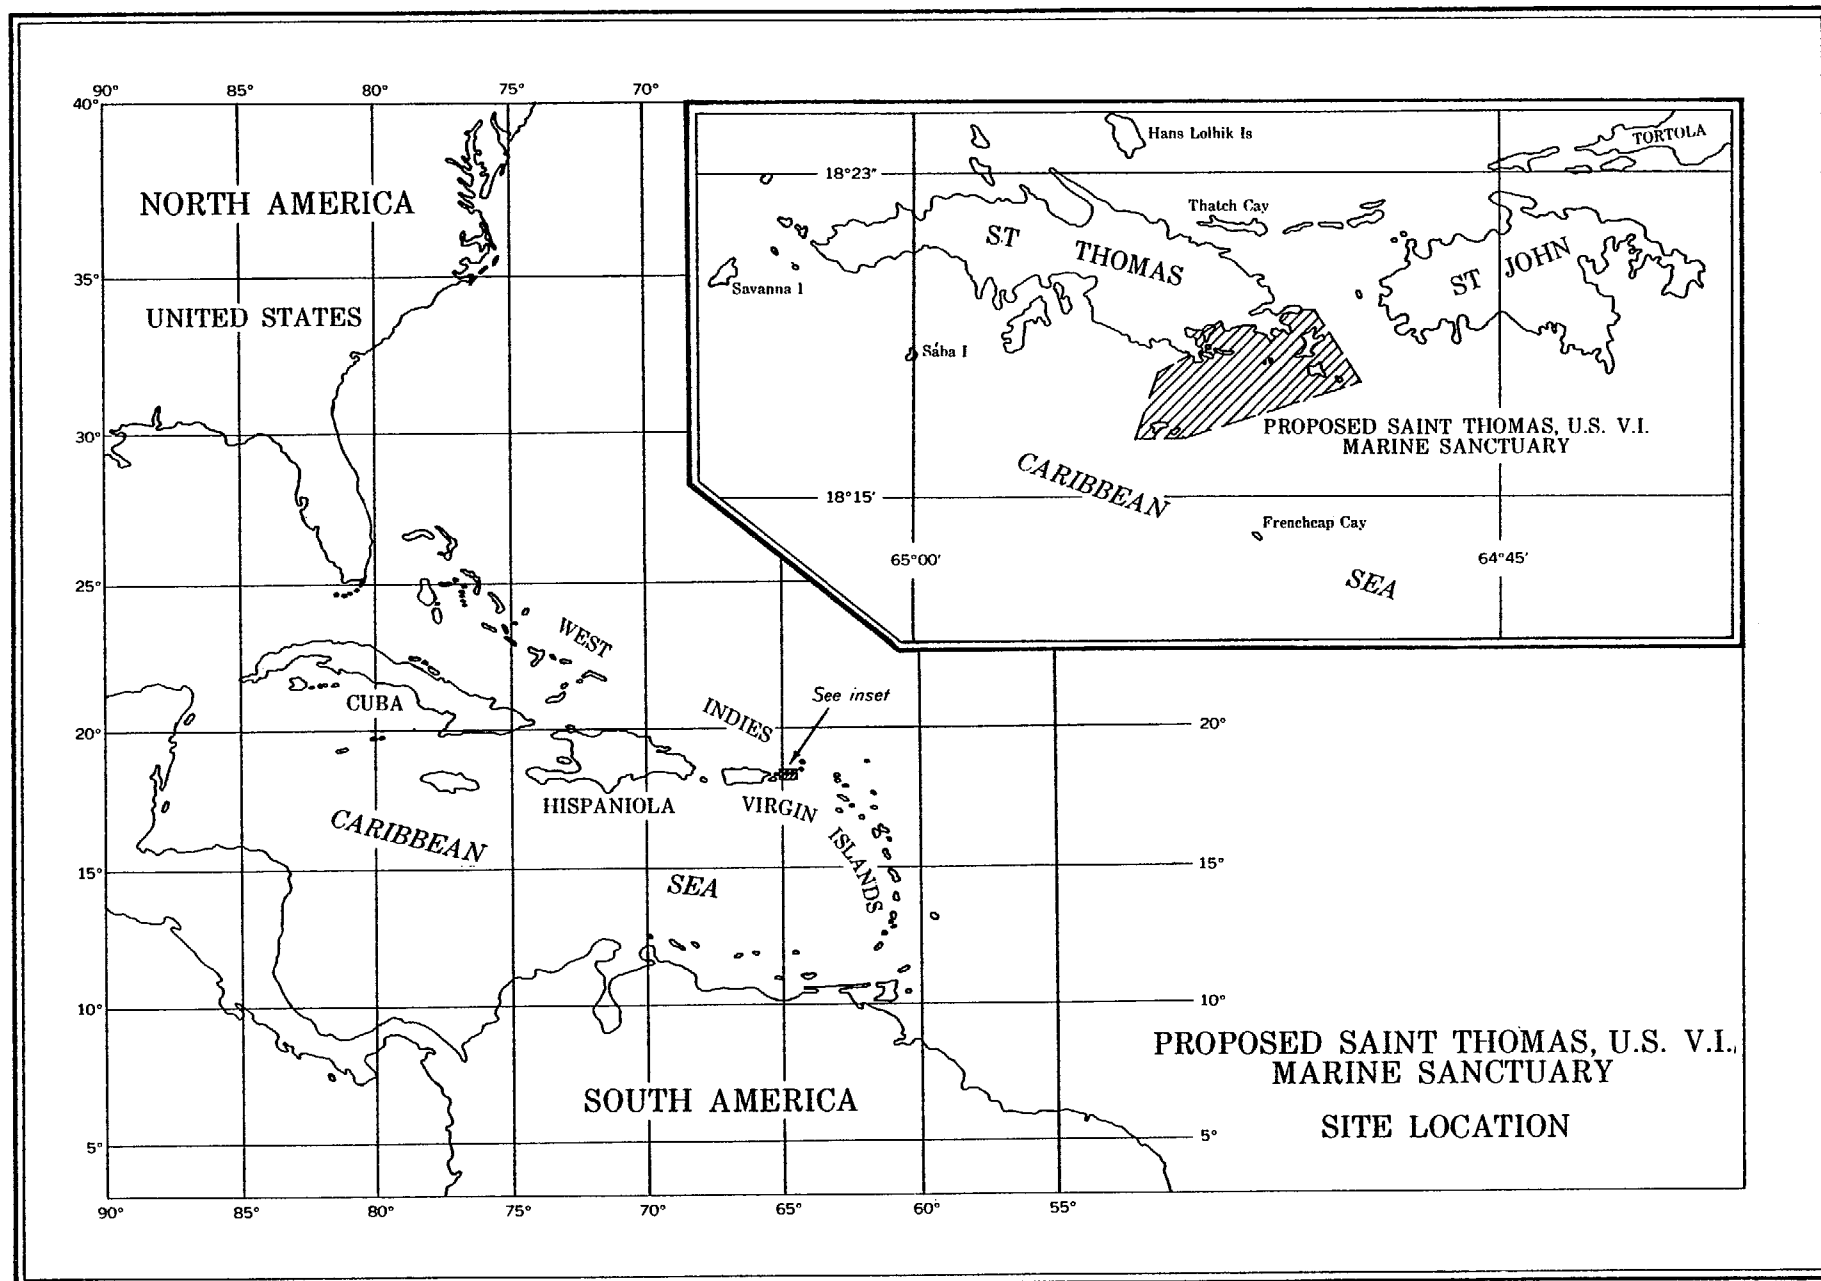 90°
85°
80°
75°
70°
40°
35°
30°
25°
20°
15°
10°
5°
NORTH AMERICA
UNITED STATES
WEST
INDIES
See inset
CUBA
HISPANIOLA
VIRGIN
ISLANDS
CARIBBEAN
SEA
SOUTH AMERICA
20°
15°
10°
5°
90°
85°
80°
75°
70°
65°
60°
55°
Hans Lolhik Is
TORTOLA
18°23"
Thatch Cay
ST THOMAS
ST JOHN
Savanna I
Sába I
PROPOSED SAINT THOMAS, U.S. V.I.
MARINE SANCTUARY
CARIBBEAN
18°15'
Frenchcap Cay
65°00'
64°45'
SEA
PROPOSED SAINT THOMAS, U.S. V.I.,
MARINE SANCTUARY
SITE LOCATION